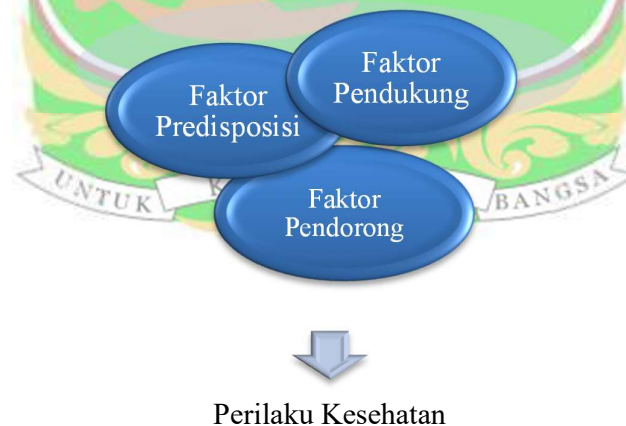 Faktor
Predisposisi
Faktor
Pendukung
Faktor
Pendorong
UNTUK
BANGSA
Perilaku Kesehatan